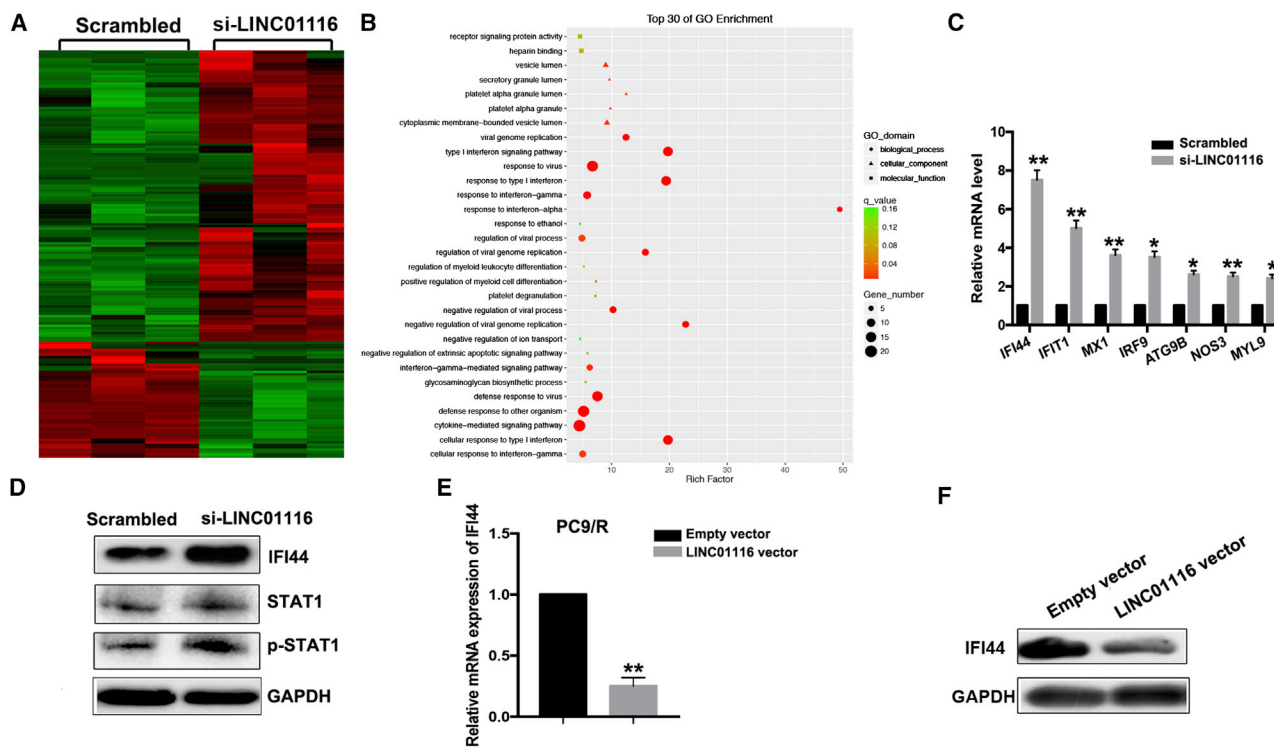 A
Scrambled
si-LINC01116
B
Top 30 of GO Enrichment
receptor signaling protein activity
heparin binding
vesicle lumen
secretory granule lumen
platelet alpha granule lumen
platelet alpha granule
cytoplasmic membrane−bounded vesicle lumen
viral genome replication
type I interferon signaling pathway
response to virus
response to type I interferon
response to interferon−gamma
response to interferon−alpha
response to ethanol
regulation of viral process
regulation of viral genome replication
regulation of myeloid leukocyte differentiation
positive regulation of myeloid cell differentiation
platelet degranulation
negative regulation of viral process
negative regulation of viral genome replication
negative regulation of ion transport
negative regulation of extrinsic apoptotic signaling pathway
interferon−gamma−mediated signaling pathway
glycosaminoglycan biosynthetic process
defense response to virus
defense response to other organism
cytokine−mediated signaling pathway
cellular response to type I interferon
cellular response to interferon−gamma
10 20 30 40 50
Rich Factor
GO_domain
biological_process
cellular_component
molecular_function
q_value
0.16
0.12
0.08
0.04
Gene_number
5
10
15
20
C
Scrambled
si-LINC01116
Relative mRNA level
10
8
6
4
2
0
** ** ** * * ** *
IFI44 IFIT1 MX1 IRF9 ATG9B NOS3 MYL9
D
Scrambled si-LINC01116
IFI44
STAT1
p-STAT1
GAPDH
E
PC9/R
Empty vector
LINC01116 vector
Relative mRNA expression of IFI44
1.5
1.0
0.5
0.0
**
F
Empty vector
LINC01116 vector
IFI44
GAPDH